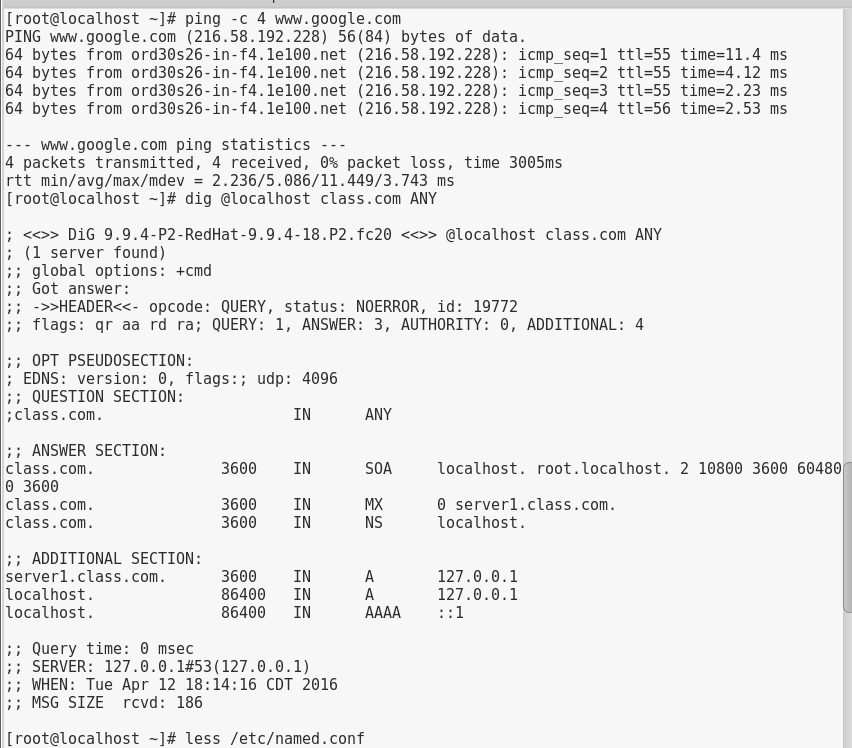 [root@localhost ~]# ping -c 4 www.google.com
PING www.google.com (216.58.192.228) 56(84) bytes of data.
64 bytes from ord30s26-in-f4.1e100.net (216.58.192.228): icmp_seq=1 ttl=55 time=11.4 ms
64 bytes from ord30s26-in-f4.1e100.net (216.58.192.228): icmp_seq=2 ttl=55 time=4.12 ms
64 bytes from ord30s26-in-f4.1e100.net (216.58.192.228): icmp_seq=3 ttl=55 time=2.23 ms
64 bytes from ord30s26-in-f4.1e100.net (216.58.192.228): icmp_seq=4 ttl=56 time=2.53 ms

--- www.google.com ping statistics ---
4 packets transmitted, 4 received, 0% packet loss, time 3005ms
rtt min/avg/max/mdev = 2.236/5.086/11.449/3.743 ms
[root@localhost ~]# dig @localhost class.com ANY

; <<>> DiG 9.9.4-P2-RedHat-9.9.4-18.P2.fc20 <<>> @localhost class.com ANY
; (1 server found)
;; global options: +cmd
;; Got answer:
;; ->>HEADER<<- opcode: QUERY, status: NOERROR, id: 19772
;; flags: qr aa rd ra; QUERY: 1, ANSWER: 3, AUTHORITY: 0, ADDITIONAL: 4

;; OPT PSEUDOSECTION:
; EDNS: version: 0, flags:; udp: 4096
;; QUESTION SECTION:
;class.com.                     IN      ANY

;; ANSWER SECTION:
class.com.              3600    IN      SOA     localhost. root.localhost. 2 10800 3600 60480
0 3600
class.com.              3600    IN      MX      0 server1.class.com.
class.com.              3600    IN      NS      localhost.

;; ADDITIONAL SECTION:
server1.class.com.      3600    IN      A       127.0.0.1
localhost.              86400   IN      A       127.0.0.1
localhost.              86400   IN      AAAA    ::1

;; Query time: 0 msec
;; SERVER: 127.0.0.1#53(127.0.0.1)
;; WHEN: Tue Apr 12 18:14:16 CDT 2016
;; MSG SIZE  rcvd: 186

[root@localhost ~]# less /etc/named.conf